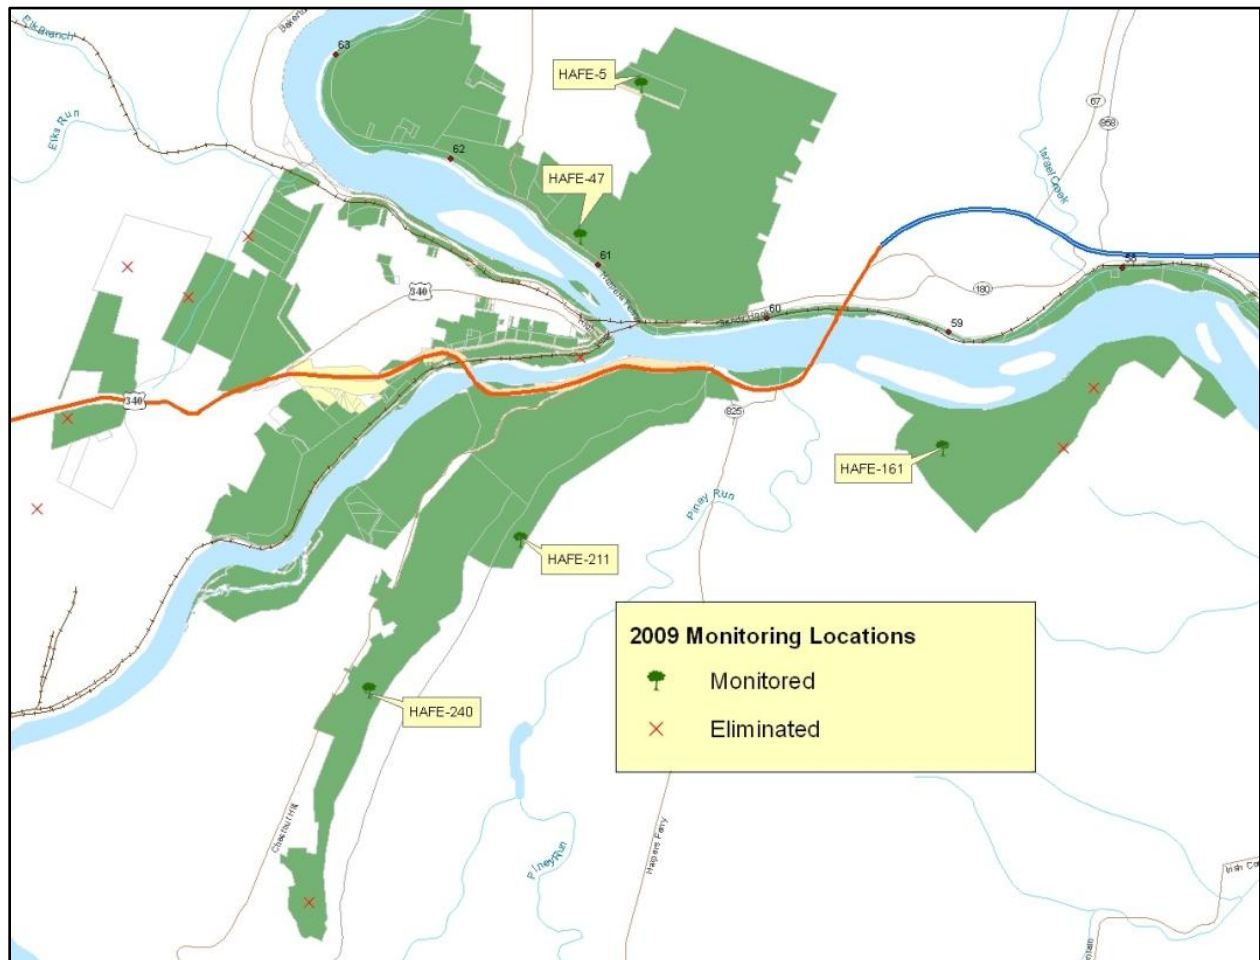 Elk Branch
63
HAFE-5
67
958
Elks Run
62
Israel Creek
HAFE-47
61
340
180
60
59
340
825
HAFE-161
Piney Run
HAFE-211
2009 Monitoring Locations
Monitored
Eliminated
HAFE-240
Chestnut Hill
Harpers Ferry
Piney Run